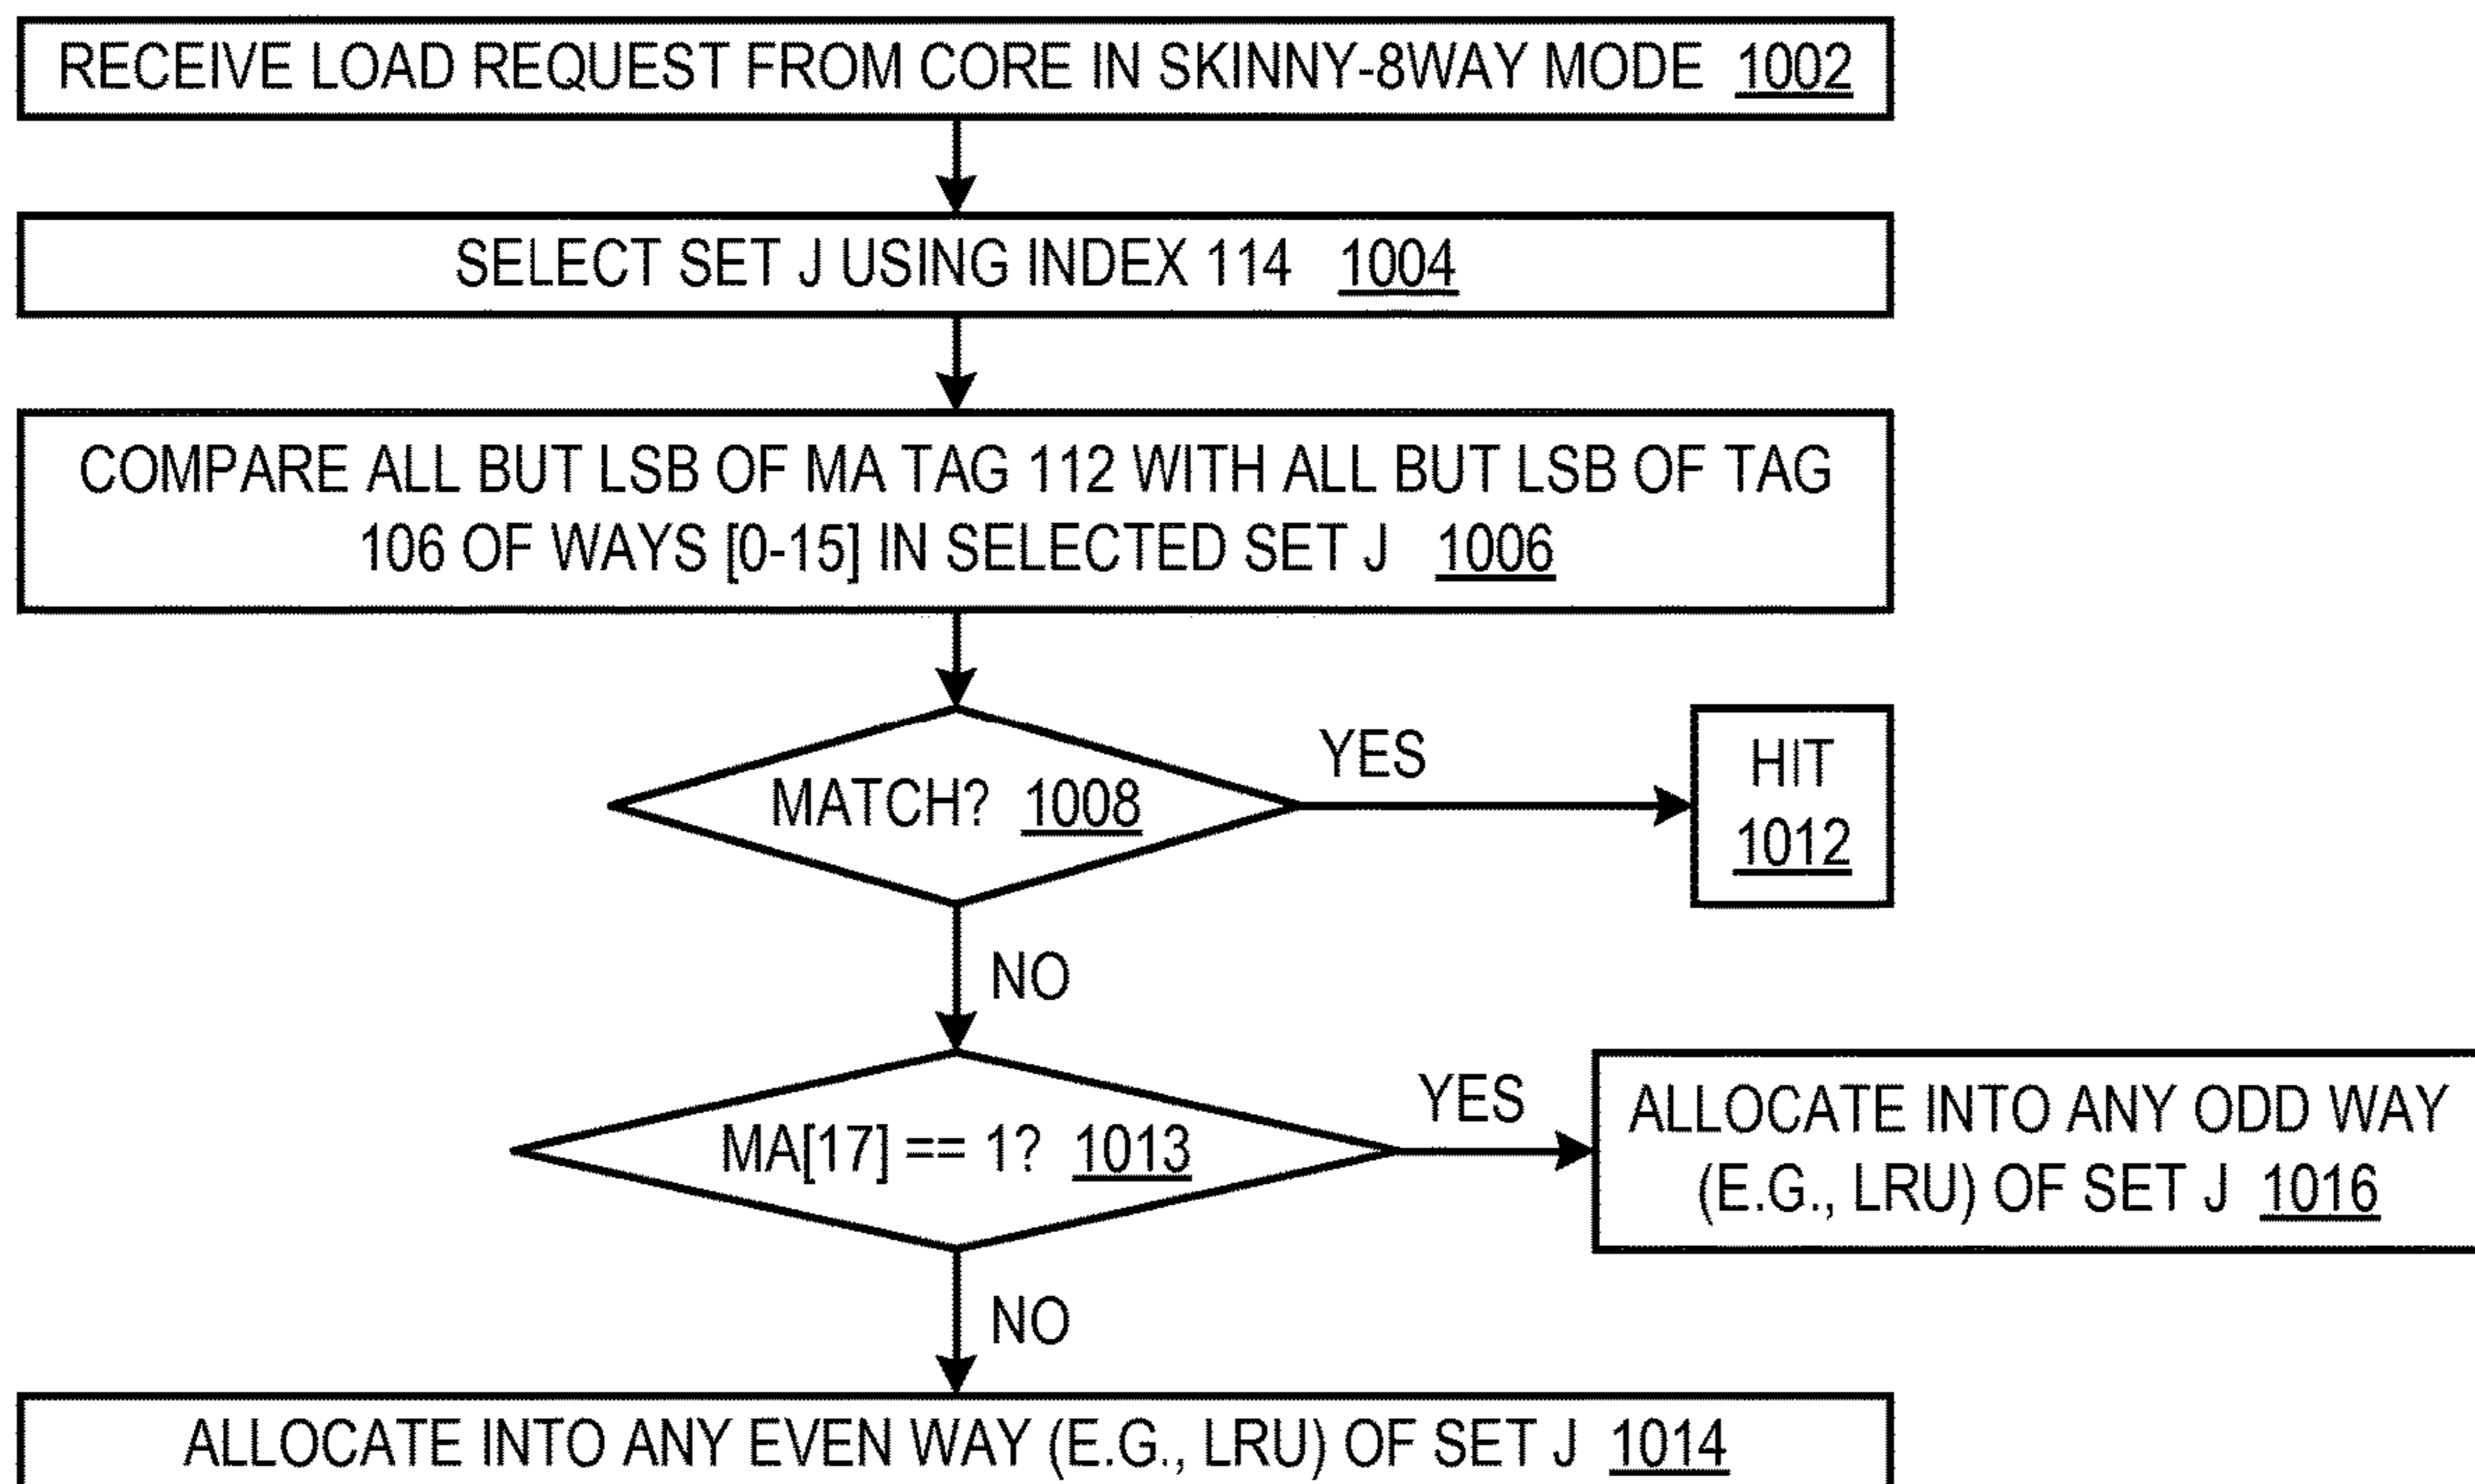 RECEIVE LOAD REQUEST FROM CORE IN SKINNY-8WAY MODE 1002
SELECT SET J USING INDEX 114 1004
COMPARE ALL BUT LSB OF MA TAG 112 WITH ALL BUT LSB OF TAG
106 OF WAYS [0-15] IN SELECTED SET J 1006
MATCH? 1008
YES
HIT
1012
NO
MA[17] == 1? 1013
YES
ALLOCATE INTO ANY ODD WAY
(E.G., LRU) OF SET J 1016
NO
ALLOCATE INTO ANY EVEN WAY (E.G., LRU) OF SET J 1014